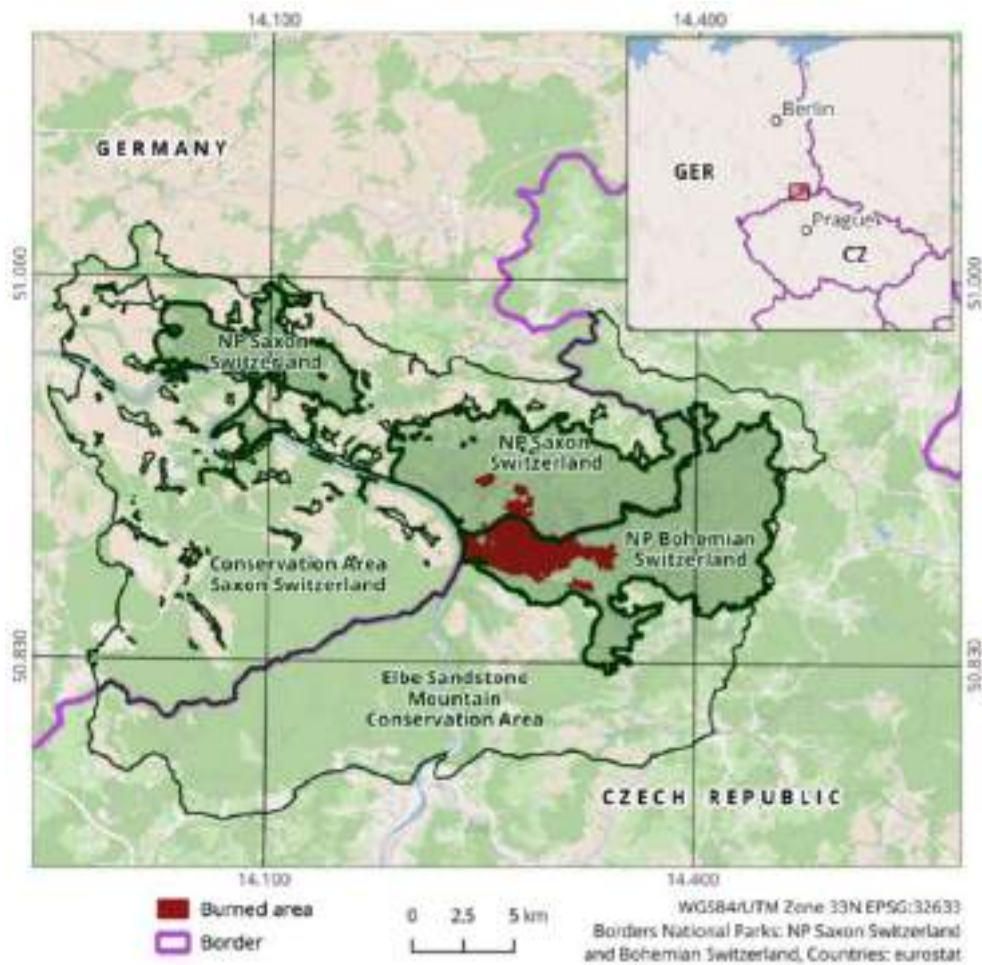 14.100
14.400
GERMANY
Berlin
GER
Prague
CZ
51.000
51.000
NP Saxon
Switzerland
NP Saxon
Switzerland
NP Bohemian
Switzerland
Conservation Area
Saxon Switzerland
50.830
50.830
Elbe Sandstone
Mountain
Conservation Area
CZECH REPUBLIC
14.100
14.400
Burned area
Border
0 2.5 5 km
WGS84/UTM Zone 33N EPSG:32633
Borders National Parks: NP Saxon Switzerland
and Bohemian Switzerland, Countries: eurostat